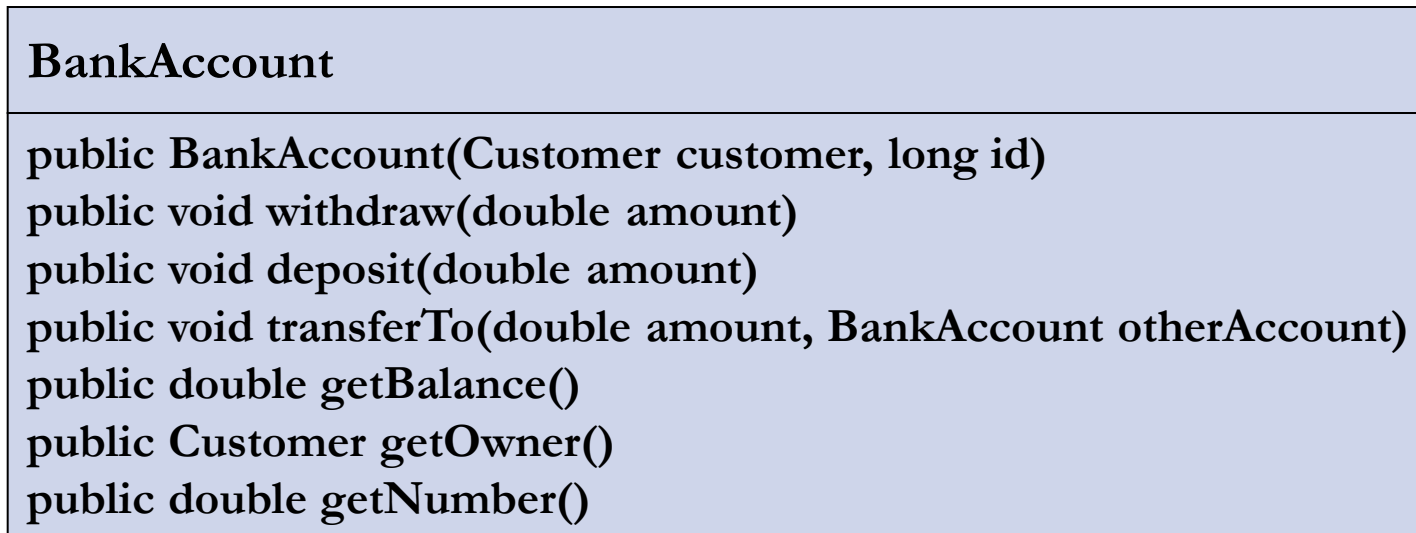 BankAccount
public BankAccount(Customer customer, long id)
public void withdraw(double amount)
public void deposit(double amount)
public void transferTo(double amount, BankAccount otherAccount)
public double getBalance()
public Customer getOwner()
public double getNumber()